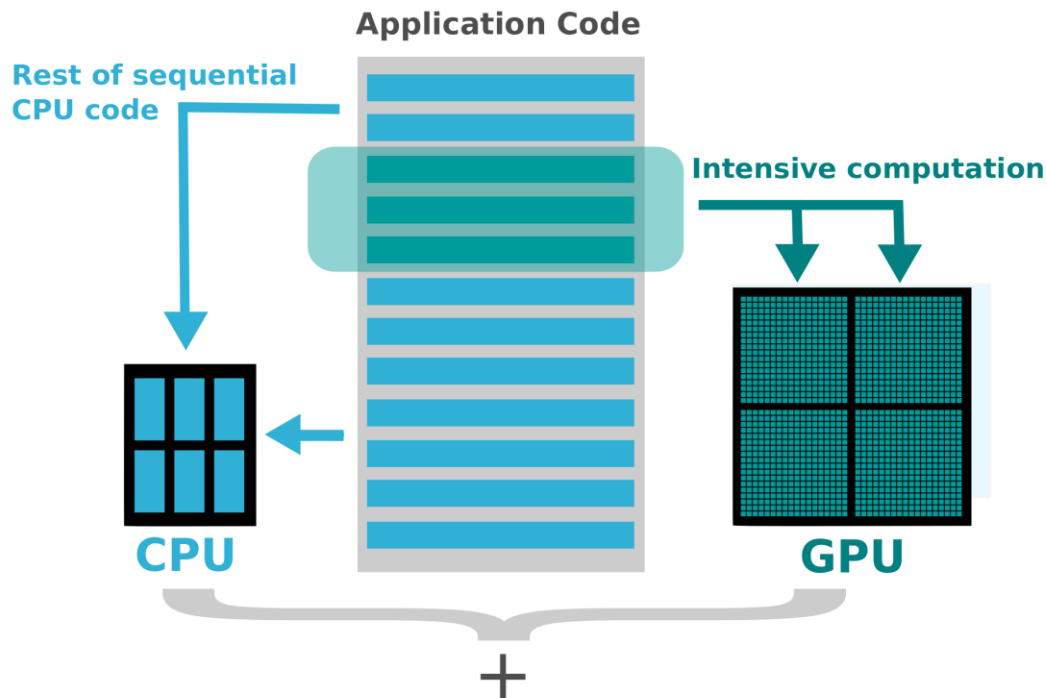 Application Code
Rest of sequential
CPU code
Intensive computation
CPU
GPU
+